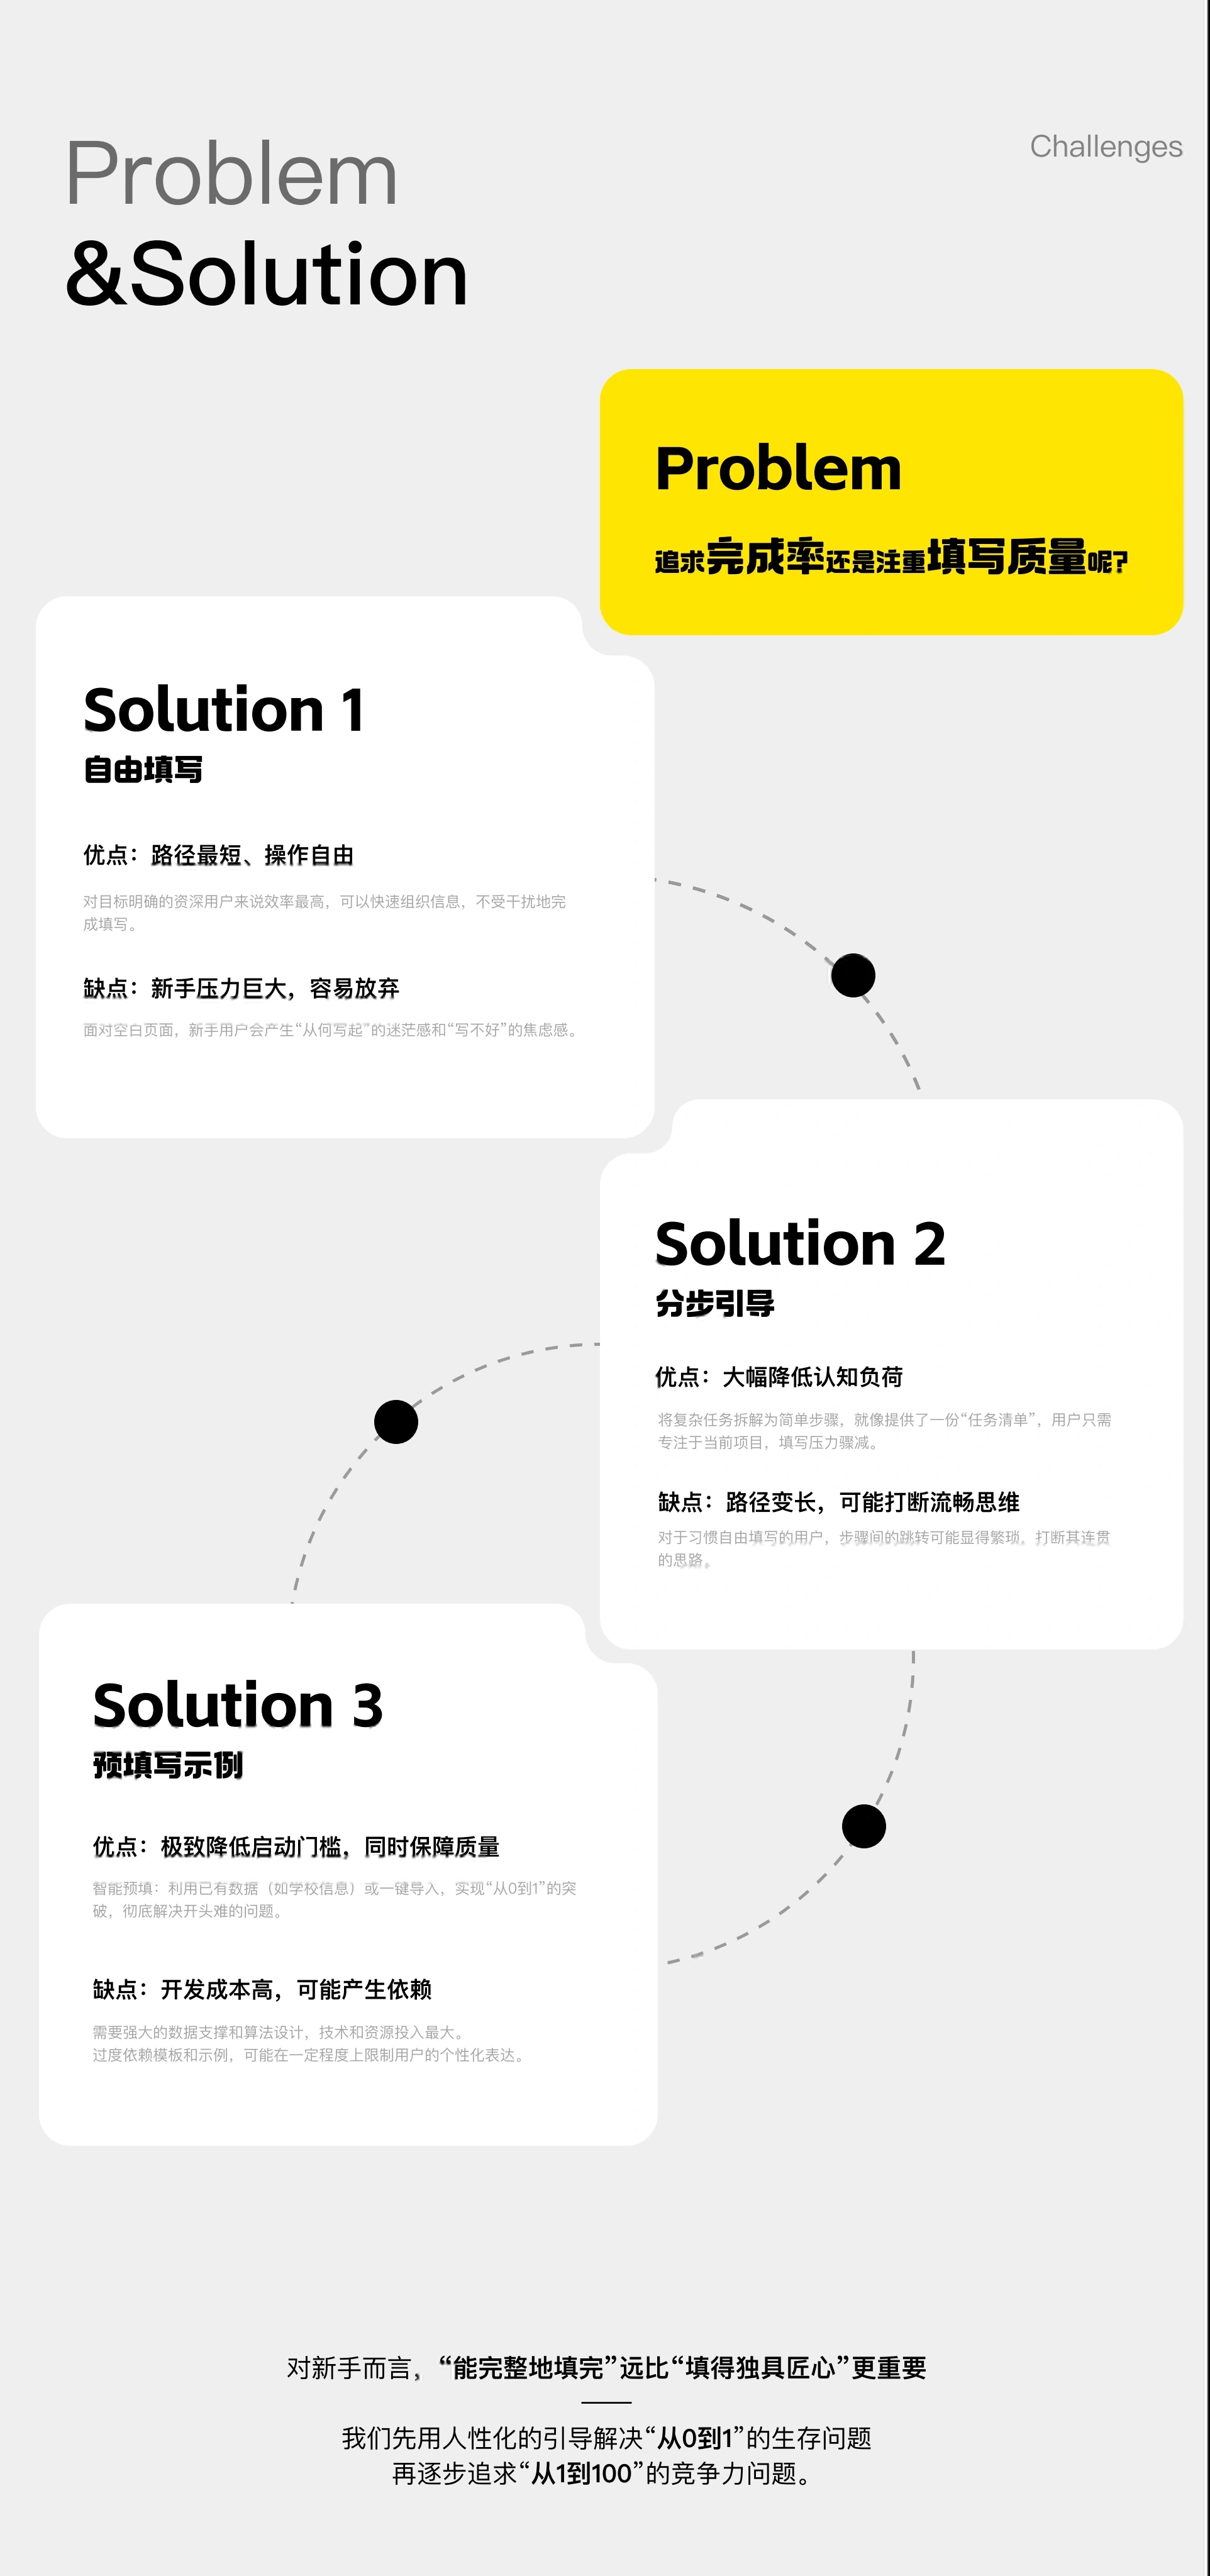 Problem
&Solution
Challenges
Problem
追求完成率还是注重填写质量呢?
Solution 1
自由填写
优点：路径最短、操作自由
对目标明确的资深用户来说效率最高，可以快速组织信息，不受干扰地完
成填写。
缺点：新手压力巨大，容易放弃
面对空白页面，新手用户会产生“从何写起”的迷茫感和“写不好”的焦虑感。
Solution 2
分步引导
优点：大幅降低认知负荷
将复杂任务拆解为简单步骤，就像提供了一份“任务清单”，用户只需
专注于当前项目，填写压力骤减。
缺点：路径变长，可能打断流畅思维
对于习惯自由填写的用户，步骤间的跳转可能显得繁琐，打断其连贯
的思路。
Solution 3
预填写示例
优点：极致降低启动门槛，同时保障质量
智能预填：利用已有数据（如学校信息）或一键导入，实现“从0到1”的突
破，彻底解决开头难的问题。
缺点：开发成本高，可能产生依赖
需要强大的数据支撑和算法设计，技术和资源投入最大。
过度依赖模板和示例，可能在一定程度上限制用户的个性化表达。
对新手而言，“能完整地填完”远比“填得独具匠心”更重要
我们先用人性化的引导解决“从0到1”的生存问题
再逐步追求“从1到100”的竞争力问题。